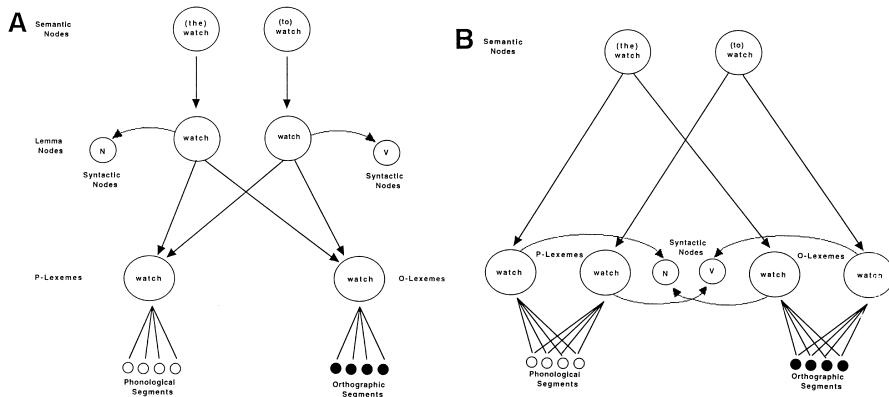 A
Semantic
Nodes
(the)
watch
(to)
watch
Lemma
Nodes
N
watch
watch
V
Syntactic
Nodes
Syntactic
Nodes
P-Lexemes
watch
watch
O-Lexemes
Phonological
Segments
Orthographic
Segments
B
Semantic
Nodes
(the)
watch
(to)
watch
watch
P-Lexemes
watch
Syntactic
Nodes
N
V
watch
O-Lexemes
watch
Phonological
Segments
Orthographic
Segments